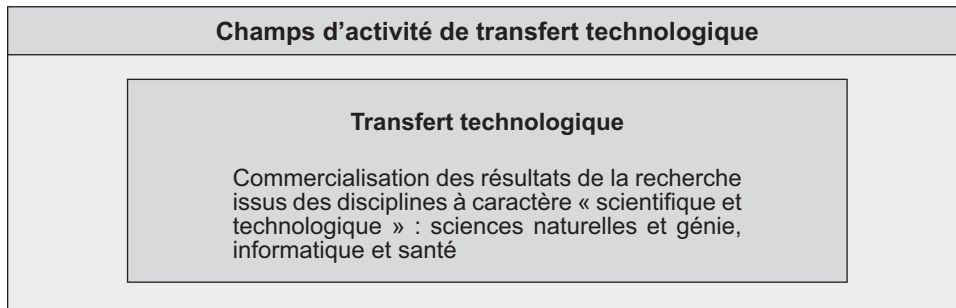 Champs d’activité de transfert technologique
Transfert technologique
Commercialisation des résultats de la recherche
issus des disciplines à caractère « scientifique et
technologique » : sciences naturelles et génie,
informatique et santé